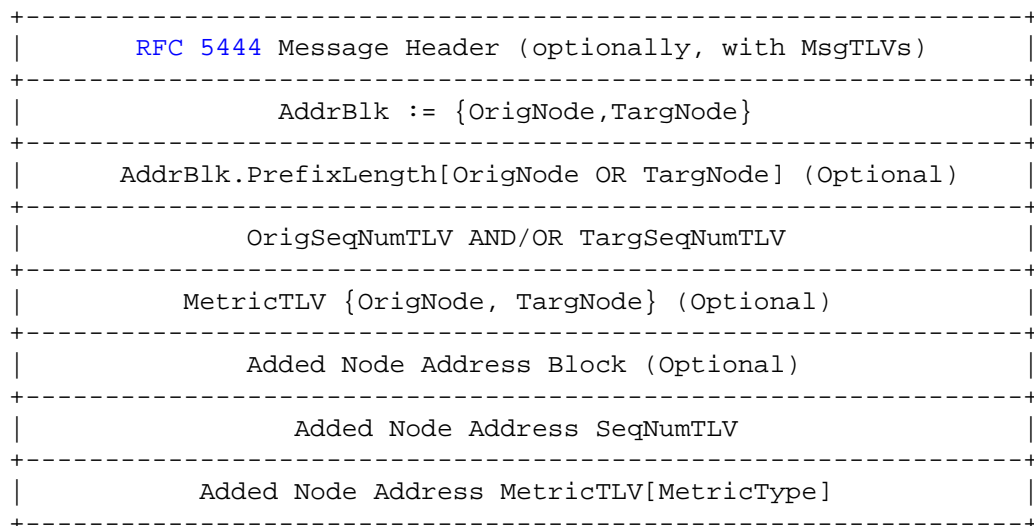 +---------------------------------------------------------------+
| RFC 5444 Message Header (optionally, with MsgTLVs) |
+---------------------------------------------------------------+
| AddrBlk := {OrigNode,TargNode} |
+---------------------------------------------------------------+
| AddrBlk.PrefixLength[OrigNode OR TargNode] (Optional) |
+---------------------------------------------------------------+
| OrigSeqNumTLV AND/OR TargSeqNumTLV |
+---------------------------------------------------------------+
| MetricTLV {OrigNode, TargNode} (Optional) |
+---------------------------------------------------------------+
| Added Node Address Block (Optional) |
+---------------------------------------------------------------+
| Added Node Address SeqNumTLV |
+---------------------------------------------------------------+
| Added Node Address MetricTLV[MetricType] |
+---------------------------------------------------------------+